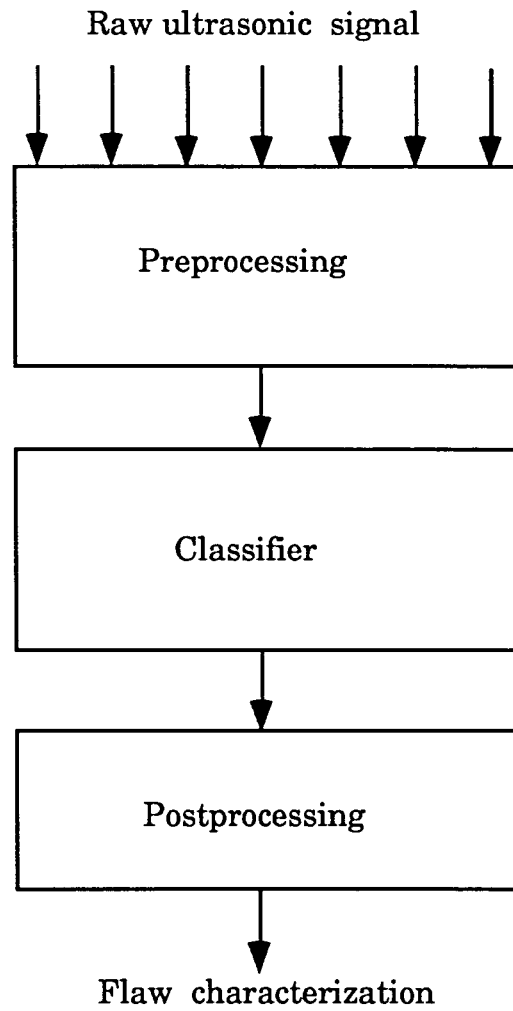 Raw ultrasonic signal
Preprocessing
Classifier
Postprocessing
Flaw characterization